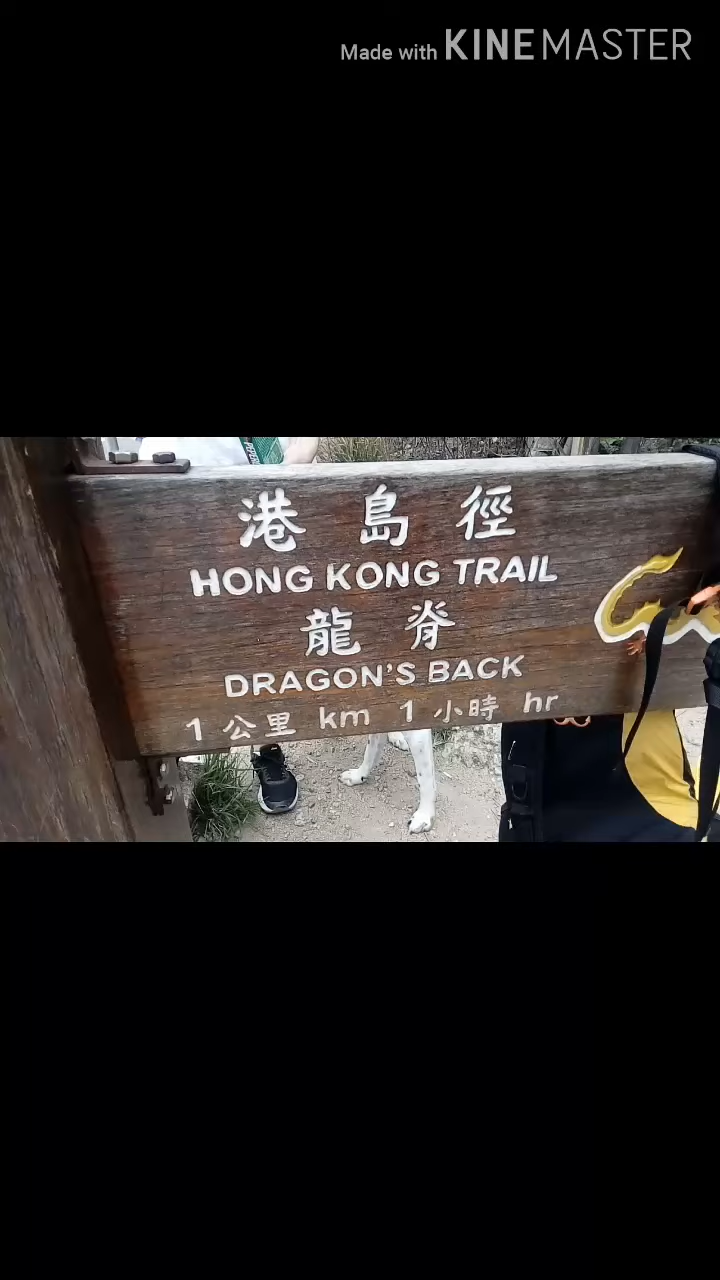 Made with KINEMASTER
港島徑
HONG KONG TRAIL
龍脊
DRAGON'S BACK
1 公里 km 1 小時 hr